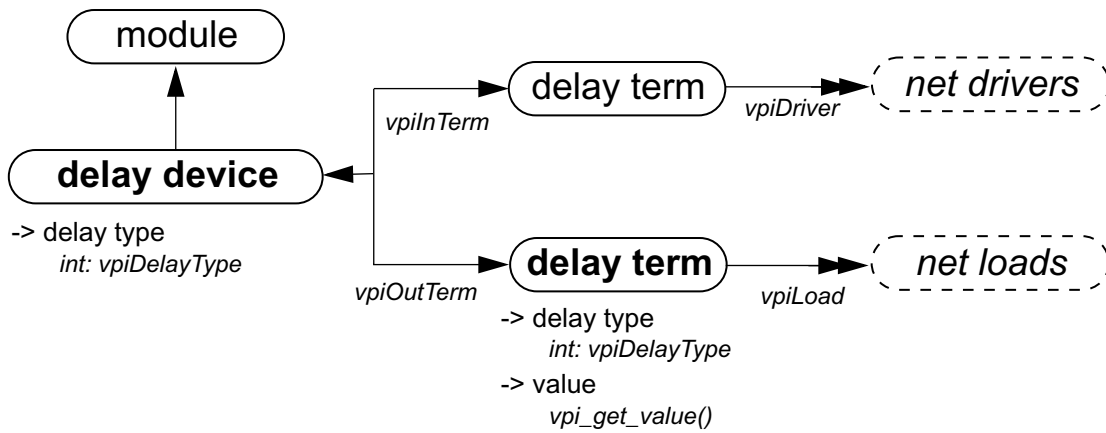 module
delay term
net drivers
vpiInTerm
vpiDriver
delay device
-> delay type
int: vpiDelayType
delay term
net loads
vpiOutTerm
vpiLoad
-> delay type
int: vpiDelayType
-> value
vpi_get_value()